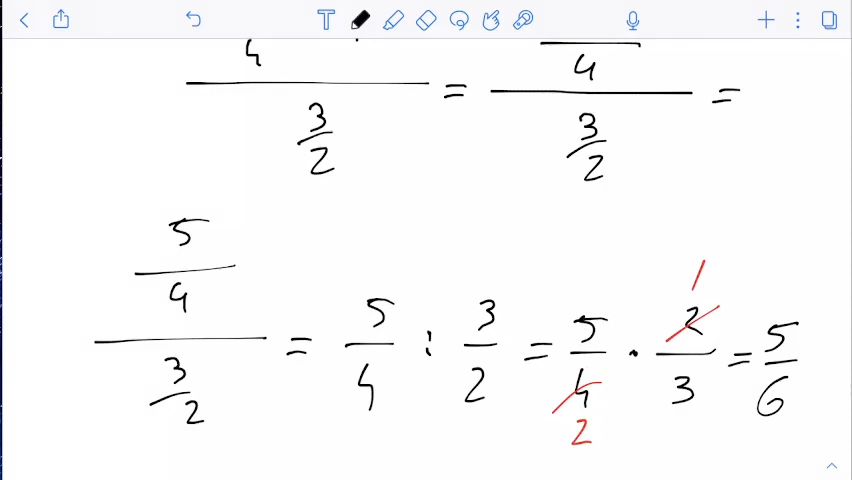 4 = 4 =
3/2 3/2
5/4 / 3/2 = 5/4 : 3/2 = 5/4 · 2/3 = 5/6
1
2